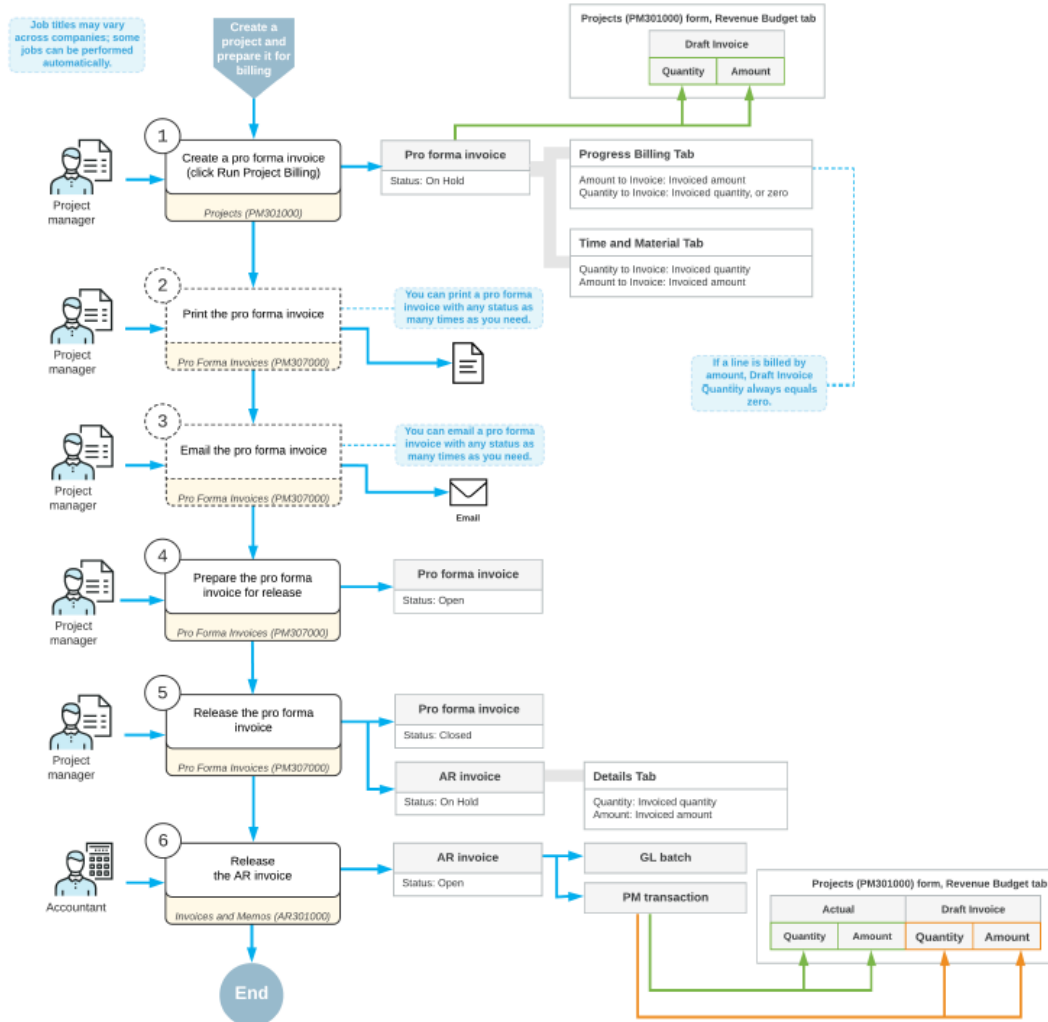 Job titles may vary
across companies; some
jobs can be performed
automatically.
Create a
project and
prepare it for
billing
Projects (PM301000) form, Revenue Budget tab
Draft Invoice
Quantity
Amount
1
Create a pro forma invoice
(click Run Project Billing)
Projects (PM301000)
Project
manager
Pro forma invoice
Status: On Hold
Progress Billing Tab
Amount to Invoice: Invoiced amount
Quantity to Invoice: Invoiced quantity, or zero
Time and Material Tab
Quantity to Invoice: Invoiced quantity
Amount to Invoice: Invoiced amount
2
Print the pro forma invoice
Pro Forma Invoices (PM307000)
Project
manager
You can print a pro forma
invoice with any status as
many times as you need.
If a line is billed by
amount, Draft Invoice
Quantity always equals
zero.
3
Email the pro forma invoice
Pro Forma Invoices (PM307000)
Project
manager
You can email a pro forma
invoice with any status as
many times as you need.
Email
4
Prepare the pro forma
invoice for release
Pro Forma Invoices (PM307000)
Project
manager
Pro forma invoice
Status: Open
5
Release the pro forma
invoice
Pro Forma Invoices (PM307000)
Project
manager
Pro forma invoice
Status: Closed
AR invoice
Status: On Hold
Details Tab
Quantity: Invoiced quantity
Amount: Invoiced amount
6
Release
the AR invoice
Invoices and Memos (AR301000)
Accountant
AR invoice
Status: Open
GL batch
PM transaction
Projects (PM301000) form, Revenue Budget tab
Actual
Draft Invoice
Quantity
Amount
Quantity
Amount
End